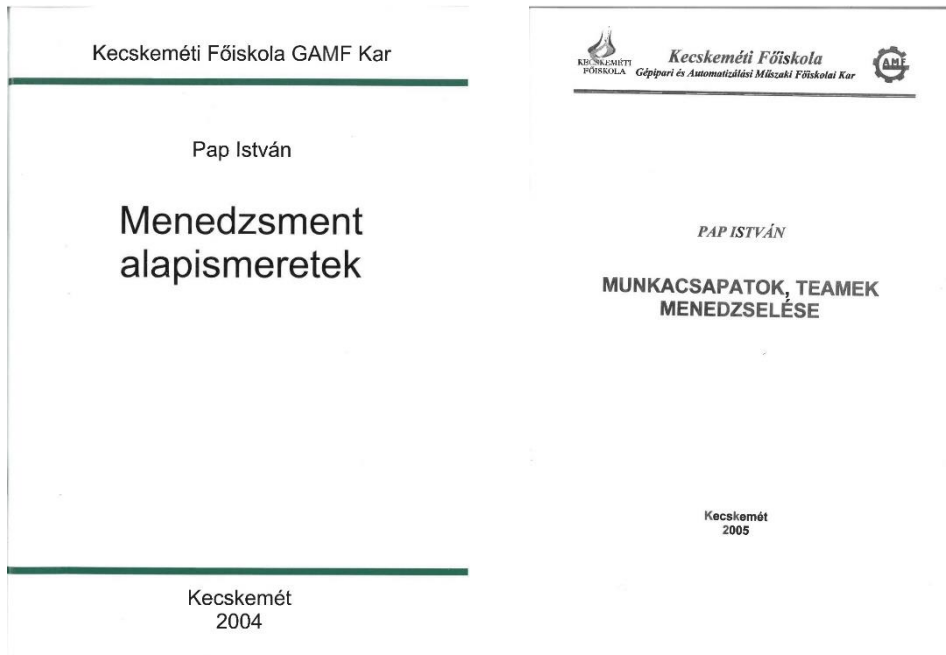 Kecskeméti Főiskola GAMF Kar
Pap István
Menedzsment
alapismeretek
Kecskemét
2004
KECSKEMÉTI
FŐISKOLA
Kecskeméti Főiskola
Gépipari és Automatizálási Műszaki Főiskolai Kar
GAMF
PAP ISTVÁN
MUNKACSAPATOK, TEAMEK
MENEDZSELÉSE
Kecskemét
2005